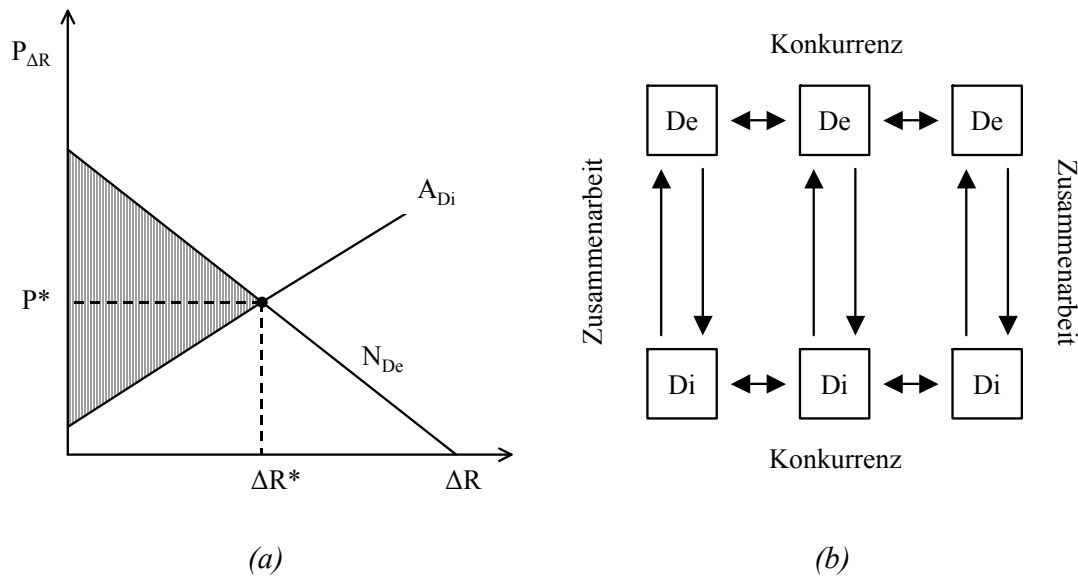 P_ΔR
A_Di
P*
N_De
ΔR*
ΔR
(a)
Konkurrenz
De De De
Zusammenarbeit
Zusammenarbeit
Di Di Di
Konkurrenz
(b)